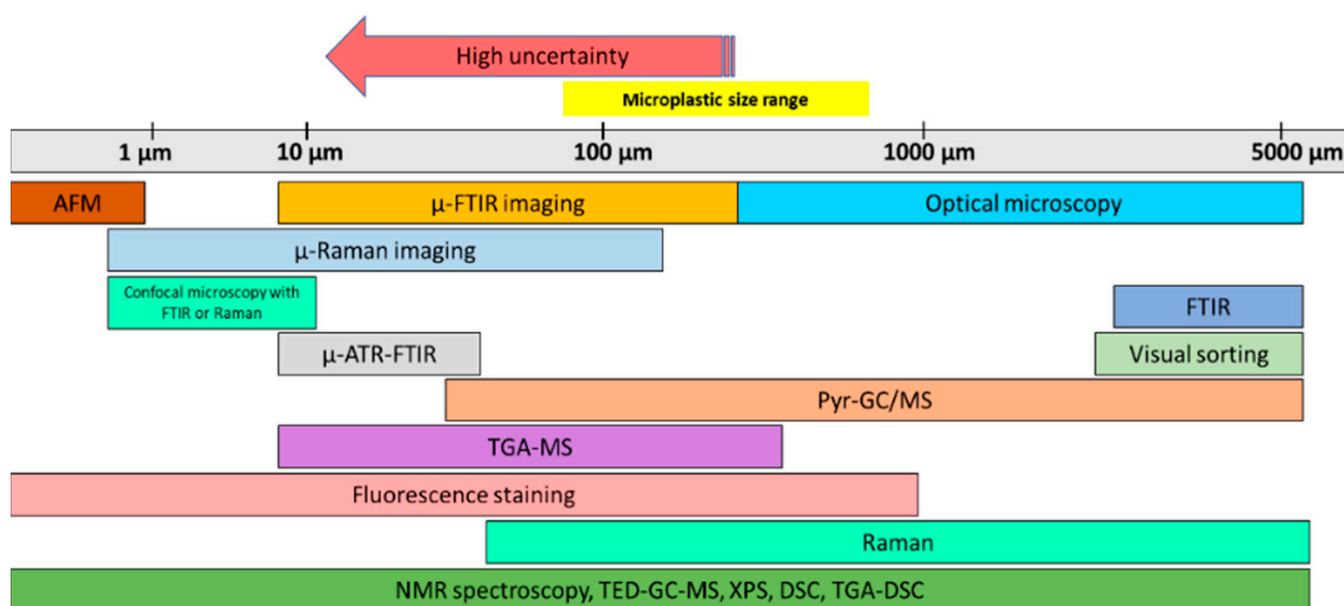 High uncertainty
Microplastic size range
1 µm 10 µm 100 µm 1000 µm 5000 µm
AFM µ-FTIR imaging Optical microscopy
µ-Raman imaging
Confocal microscopy with
FTIR or Raman
FTIR
µ-ATR-FTIR Visual sorting
Pyr-GC/MS
TGA-MS
Fluorescence staining
Raman
NMR spectroscopy, TED-GC-MS, XPS, DSC, TGA-DSC